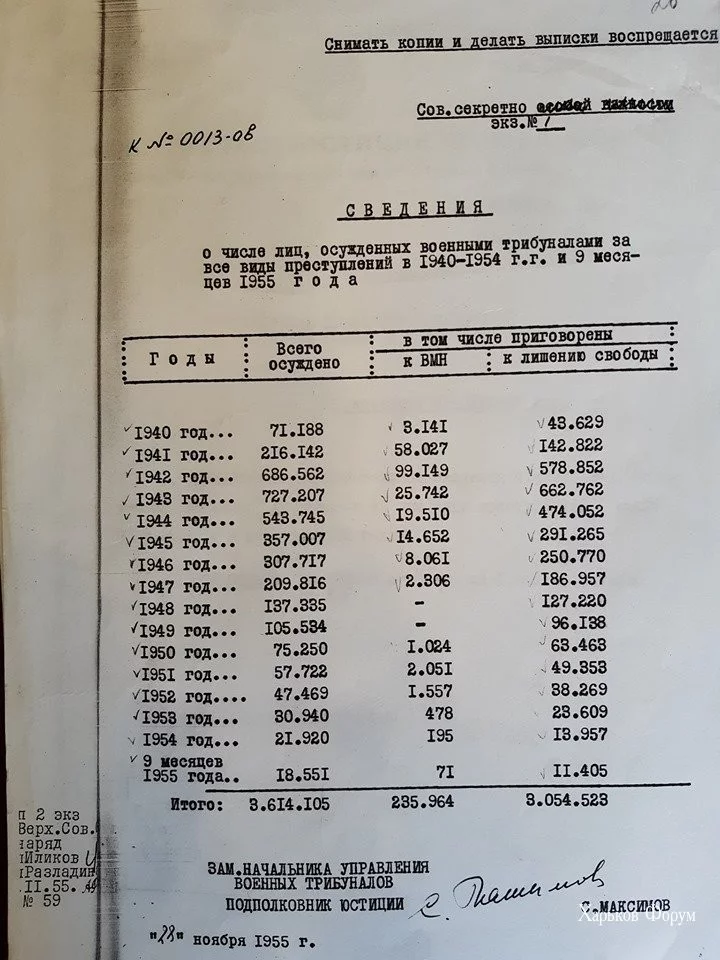 Снимать копии и делать выписки воспрещается
Сов.секретно
экз.№ 1
К № 0013-ов
СВЕДЕНИЯ
о числе лиц, осужденных военными трибуналами за
все виды преступлений в 1940-1954 г.г. и 9 меся-
цев 1955 года
Годы Всего осуждено в том числе приговорены
к ВМН к лишению свободы
1940 год... 71.188 3.141 43.629
1941 год... 216.142 58.027 142.822
1942 год... 686.562 99.149 578.852
1943 год... 727.207 25.742 662.762
1944 год... 543.745 19.510 474.052
1945 год... 357.007 14.652 291.265
1946 год... 307.717 8.061 250.770
1947 год... 209.816 2.306 186.957
1948 год... 137.335 - 127.220
1949 год... 105.534 - 96.138
1950 год... 75.250 1.024 63.463
1951 год... 57.722 2.051 49.353
1952 год.... 47.469 1.557 38.269
1953 год... 30.940 478 23.609
1954 год... 21.920 195 13.957
9 месяцев
1955 года.. 18.551 71 11.405
Итого: 3.614.105 235.964 3.054.523
п 2 экз
Верх.Сов.
аряд
Иликов
Разладин
.11.55.
№ 59
ЗАМ.НАЧАЛЬНИКА УПРАВЛЕНИЯ
ВОЕННЫХ ТРИБУНАЛОВ
ПОДПОЛКОВНИК ЮСТИЦИИ С.МАКСИМОВ
Харьков Форум
"28" ноября 1955 г.